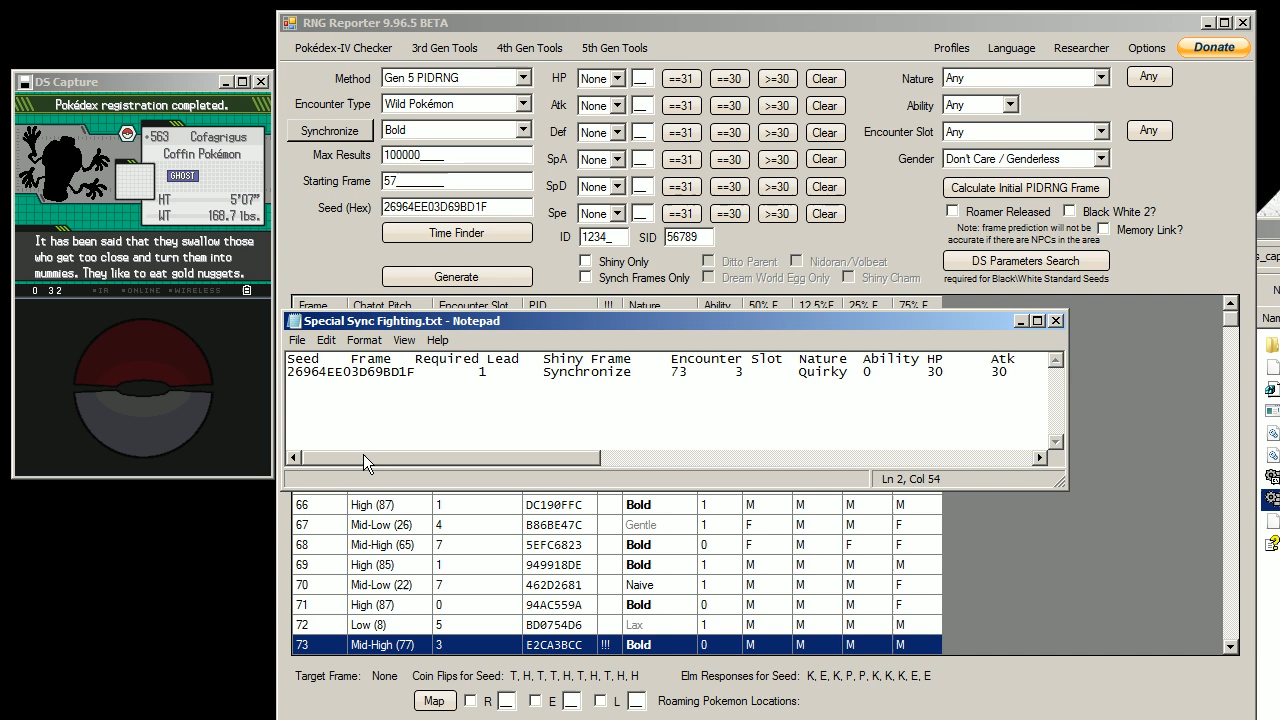 RNG Reporter 9.96.5 BETA
Pokédex-IV Checker 3rd Gen Tools 4th Gen Tools 5th Gen Tools Profiles Language Researcher Options Donate
DS Capture
Pokédex registration completed.
563 Cofagrigus
Coffin Pokémon
GHOST
HT 5'07"
WT 168.7 lbs.
It has been said that they swallow those
who get too close and turn them into
mummies. They like to eat gold nuggets.
0 32 IR ONLINE WIRELESS
Method Gen 5 PIDRNG
Encounter Type Wild Pokémon
Synchronize Bold
Max Results 100000____
Starting Frame 57________
Seed (Hex) 26964EE03D69BD1F
Time Finder
Generate
HP None __ ==31 ==30 >=30 Clear
Atk None __ ==31 ==30 >=30 Clear
Def None __ ==31 ==30 >=30 Clear
SpA None __ ==31 ==30 >=30 Clear
SpD None __ ==31 ==30 >=30 Clear
Spe None __ ==31 ==30 >=30 Clear
ID 1234_ SID 56789
Shiny Only Ditto Parent Nidoran/Volbeat
Synch Frames Only Dream World Egg Only Shiny Charm
Nature Any Any
Ability Any
Encounter Slot Any Any
Gender Don't Care / Genderless
Calculate Initial PIDRNG Frame
Roamer Released Black White 2?
Note: frame prediction will not be
accurate if there are NPCs in the area
Memory Link?
DS Parameters Search
required for Black\White Standard Seeds
Frame Chatot Pitch Encounter Slot PID !!! Nature Ability 50% F 12.5% F 25% F 75% F
Special Sync Fighting.txt - Notepad
File Edit Format View Help
Seed Frame Required Lead Shiny Frame Encounter Slot Nature Ability HP Atk
26964EE03D69BD1F 1 Synchronize 73 3 Quirky 0 30 30
Ln 2, Col 54
66 High (87) 1 DC190FFC Bold 1 M M M M
67 Mid-Low (26) 4 B86BE47C Gentle 1 F M M F
68 Mid-High (65) 7 5EFC6823 Bold 0 F M F F
69 High (85) 1 949918DE Bold 1 M M M M
70 Mid-Low (22) 7 462D2681 Naive 1 M M M F
71 High (87) 0 94AC559A Bold 0 M M M F
72 Low (8) 5 BD0754D6 Lax 1 M M M M
73 Mid-High (77) 3 E2CA3BCC !!! Bold 0 M M M M
Target Frame: None Coin Flips for Seed: T, H, T, T, H, T, H, T, H, H Elm Responses for Seed: K, E, K, P, P, K, K, K, E, E
Map R __ E __ L __ Roaming Pokemon Locations: